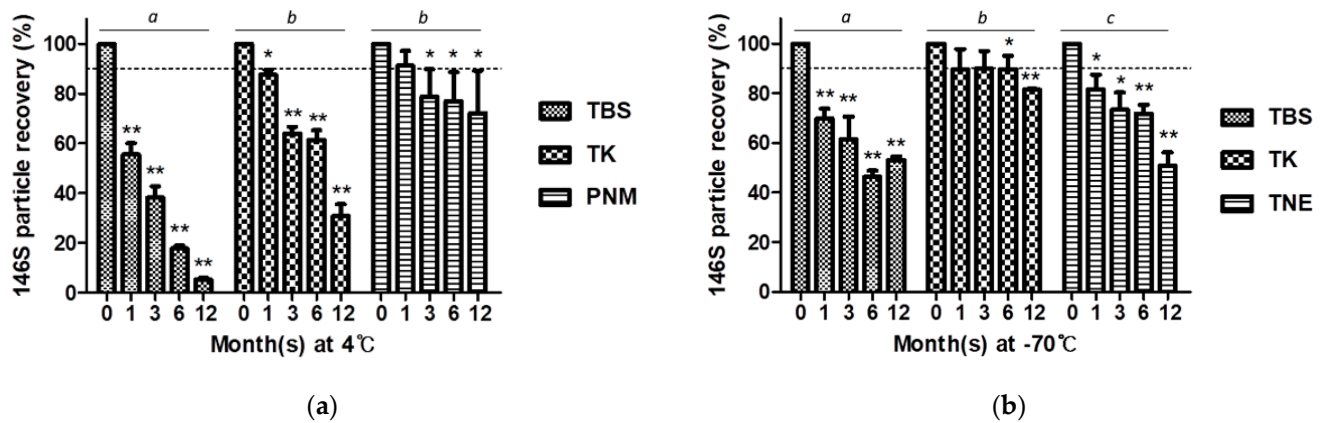 a b b
146S particle recovery (%)
100
80
60
40
20
0
** ** ** **
* ** ** **
* * *
0 1 3 6 12 0 1 3 6 12 0 1 3 6 12
Month(s) at 4℃
TBS
TK
PNM
(a)
a b c
146S particle recovery (%)
100
80
60
40
20
0
** ** ** **
* **
* * ** **
0 1 3 6 12 0 1 3 6 12 0 1 3 6 12
Month(s) at -70℃
TBS
TK
TNE
(b)